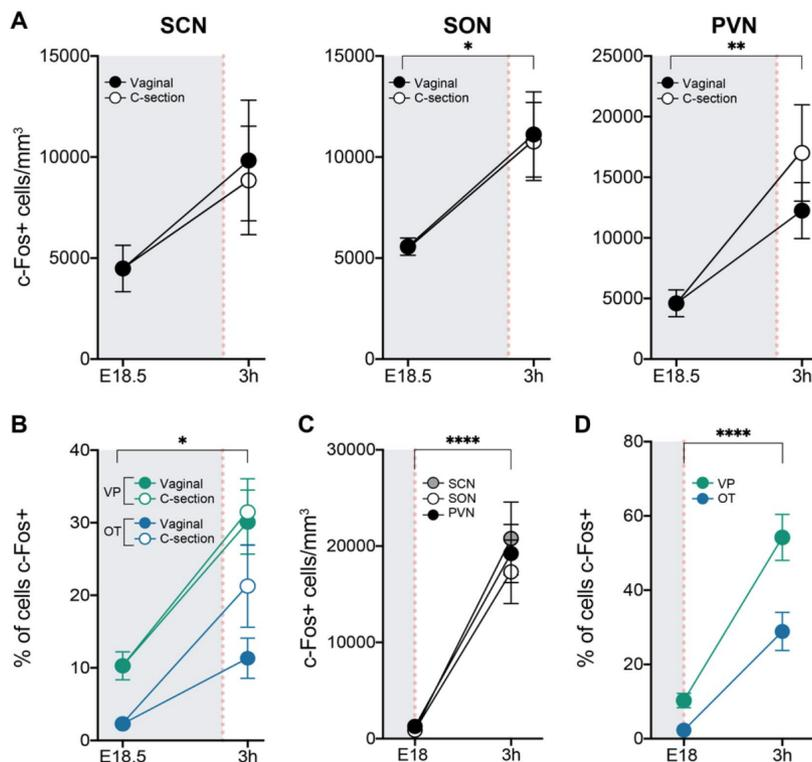 A
SCN
SON
PVN
c-Fos+ cells/mm³
15000
10000
5000
0
Vaginal
C-section
E18.5
3h
15000
10000
5000
0
*
Vaginal
C-section
E18.5
3h
25000
20000
15000
10000
5000
0
**
Vaginal
C-section
E18.5
3h
B
% of cells c-Fos+
40
30
20
10
0
*
VP
Vaginal
C-section
OT
Vaginal
C-section
E18.5
3h
C
c-Fos+ cells/mm³
30000
20000
10000
0
****
SCN
SON
PVN
E18
3h
D
% of cells c-Fos+
80
60
40
20
0
****
VP
OT
E18
3h